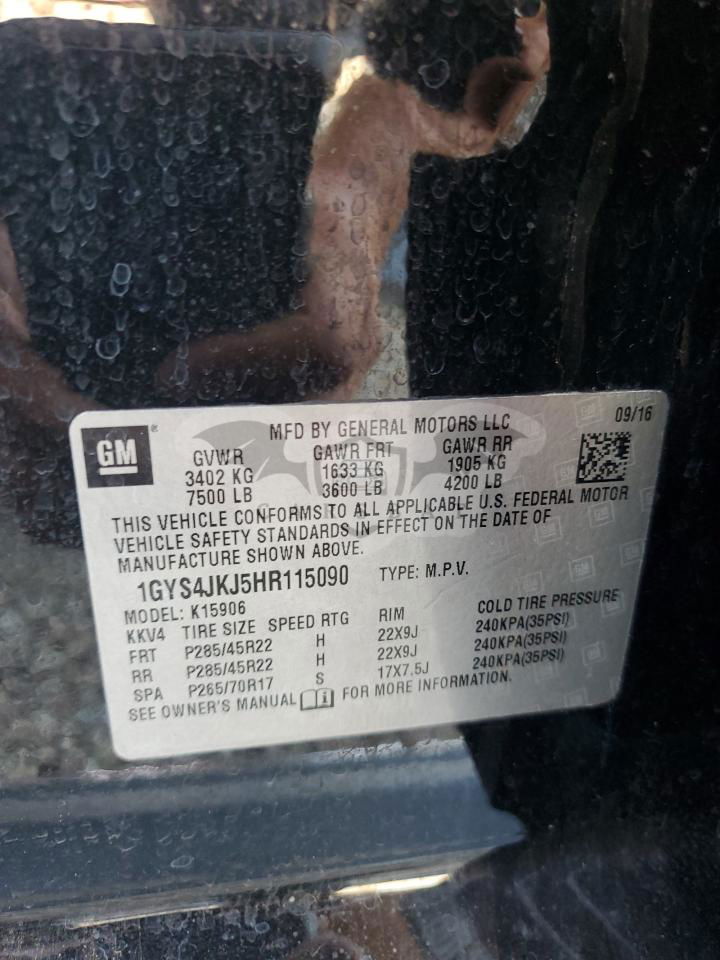 GM ®
MFD BY GENERAL MOTORS LLC 09/16
GVWR GAWR FRT GAWR RR
3402 KG 1633 KG 1905 KG
7500 LB 3600 LB 4200 LB
THIS VEHICLE CONFORMS TO ALL APPLICABLE U.S. FEDERAL MOTOR
VEHICLE SAFETY STANDARDS IN EFFECT ON THE DATE OF
MANUFACTURE SHOWN ABOVE.
1GYS4JKJ5HR115090 TYPE: M.P.V.
MODEL: K15906
KKV4 TIRE SIZE SPEED RTG RIM COLD TIRE PRESSURE
FRT P285/45R22 H 22X9J 240KPA(35PSI)
RR P285/45R22 H 22X9J 240KPA(35PSI)
SPA P265/70R17 S 17X7.5J 240KPA(35PSI)
SEE OWNER'S MANUAL FOR MORE INFORMATION.